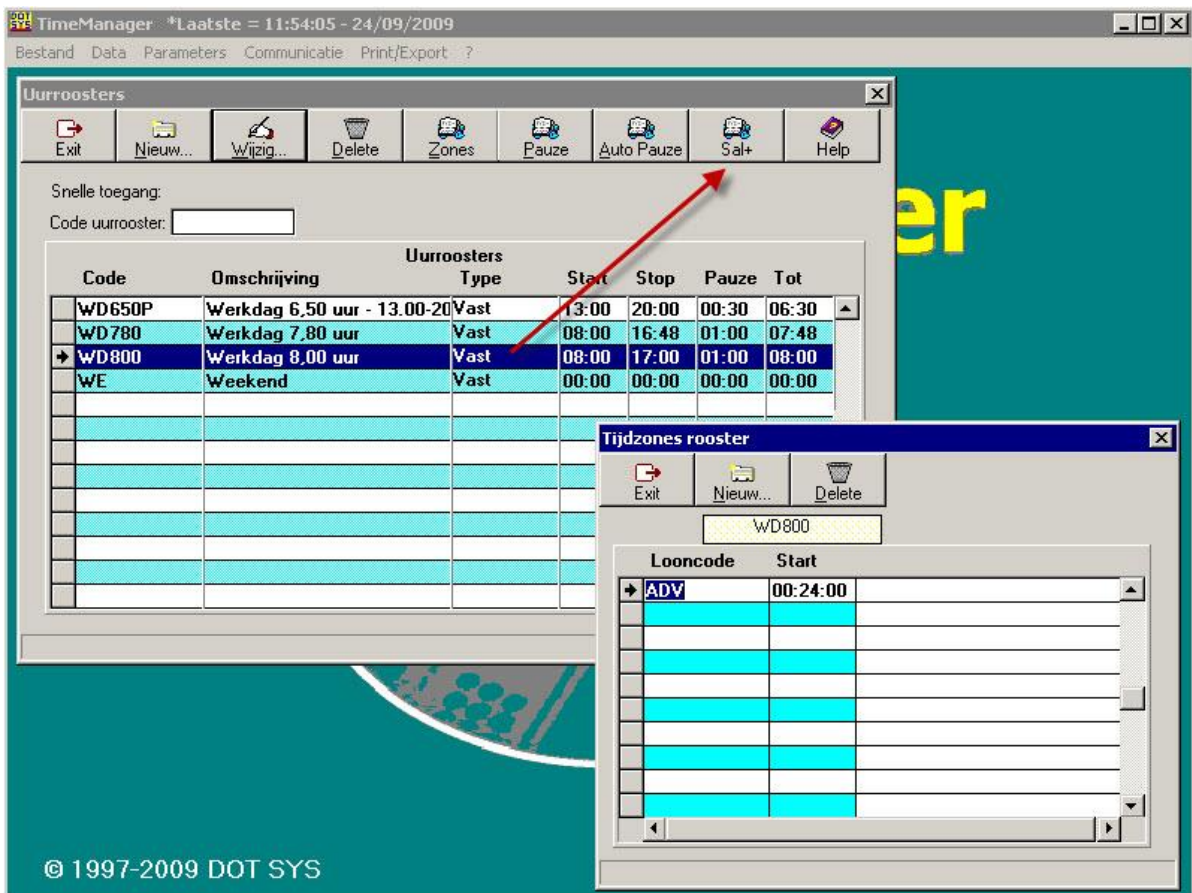 DOT SYS TimeManager *Laatste = 11:54:05 - 24/09/2009
Bestand Data Parameters Communicatie Print/Export ?
Uurroosters
Exit Nieuw... Wijzig... Delete Zones Pauze Auto Pauze Sal+ Help
Snelle toegang:
Code uurrooster:
er
Uurroosters
Code Omschrijving Type Start Stop Pauze Tot
WD650P Werkdag 6,50 uur - 13.00-20 Vast 13:00 20:00 00:30 06:30
WD780 Werkdag 7,80 uur Vast 08:00 16:48 01:00 07:48
WD800 Werkdag 8,00 uur Vast 08:00 17:00 01:00 08:00
WE Weekend Vast 00:00 00:00 00:00 00:00
Tijdzones rooster
Exit Nieuw... Delete
WD800
Looncode Start
ADV 00:24:00
© 1997-2009 DOT SYS